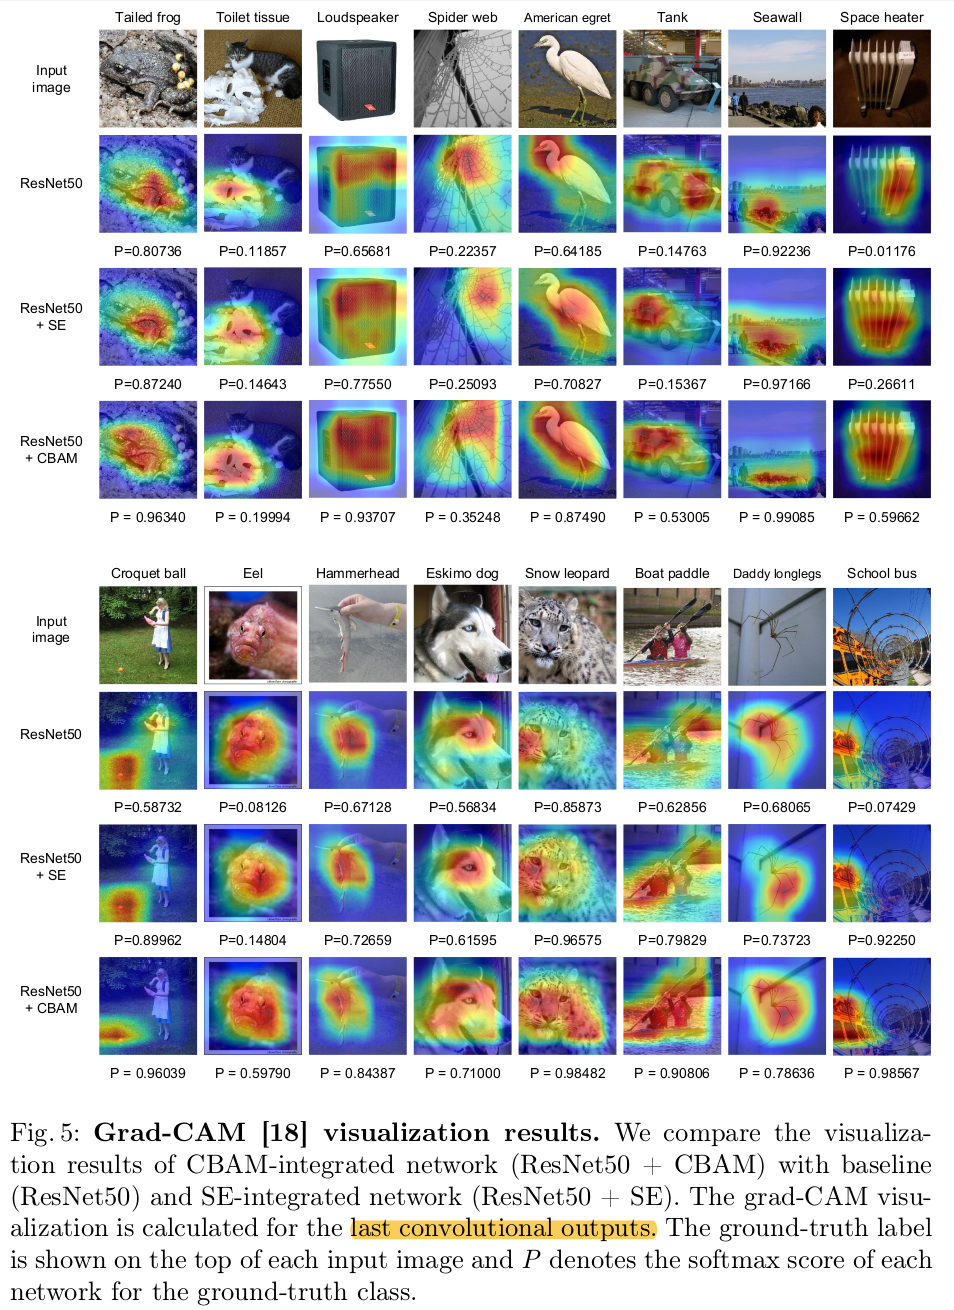 Tailed frog Toilet tissue Loudspeaker Spider web American egret Tank Seawall Space heater
Input
image
ResNet50
P=0.80736 P=0.11857 P=0.65681 P=0.22357 P=0.64185 P=0.14763 P=0.92236 P=0.01176
ResNet50
+ SE
P=0.87240 P=0.14643 P=0.77550 P=0.25093 P=0.70827 P=0.15367 P=0.97166 P=0.26611
ResNet50
+ CBAM
P = 0.96340 P = 0.19994 P = 0.93707 P = 0.35248 P = 0.87490 P = 0.53005 P = 0.99085 P = 0.59662
Croquet ball Eel Hammerhead Eskimo dog Snow leopard Boat paddle Daddy longlegs School bus
Input
image
ResNet50
P=0.58732 P=0.08126 P=0.67128 P=0.56834 P=0.85873 P=0.62856 P=0.68065 P=0.07429
ResNet50
+ SE
P=0.89962 P=0.14804 P=0.72659 P=0.61595 P=0.96575 P=0.79829 P=0.73723 P=0.92250
ResNet50
+ CBAM
P = 0.96039 P = 0.59790 P = 0.84387 P = 0.71000 P = 0.98482 P = 0.90806 P = 0.78636 P = 0.98567
Fig. 5: Grad-CAM [18] visualization results. We compare the visualiza-
tion results of CBAM-integrated network (ResNet50 + CBAM) with baseline
(ResNet50) and SE-integrated network (ResNet50 + SE). The grad-CAM visu-
alization is calculated for the last convolutional outputs. The ground-truth label
is shown on the top of each input image and P denotes the softmax score of each
network for the ground-truth class.